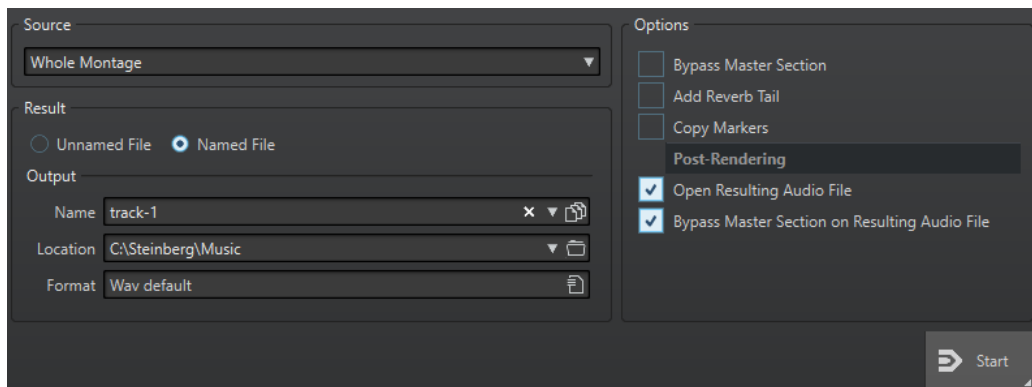 Source
Whole Montage
Result
Unnamed File
Named File
Output
Name track-1
Location C:\Steinberg\Music
Format Wav default
Options
Bypass Master Section
Add Reverb Tail
Copy Markers
Post-Rendering
Open Resulting Audio File
Bypass Master Section on Resulting Audio File
Start